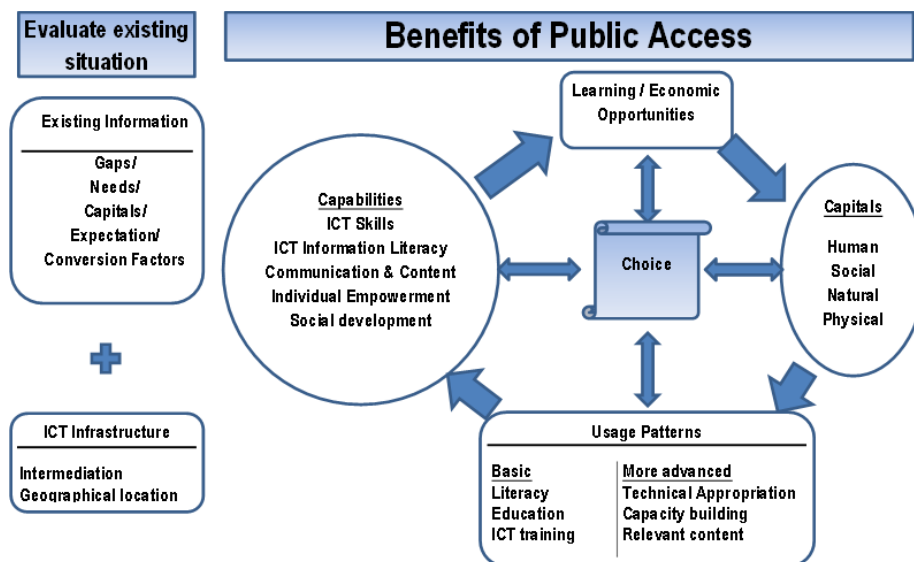 Evaluate existing
situation
Existing Information
Gaps/
Needs/
Capitals/
Expectation/
Conversion Factors
ICT Infrastructure
Intermediation
Geographical location
Benefits of Public Access
Learning / Economic
Opportunities
Capabilities
ICT Skills
ICT Information Literacy
Communication & Content
Individual Empowerment
Social development
Choice
Capitals
Human
Social
Natural
Physical
Usage Patterns
Basic
Literacy
Education
ICT training
More advanced
Technical Appropriation
Capacity building
Relevant content